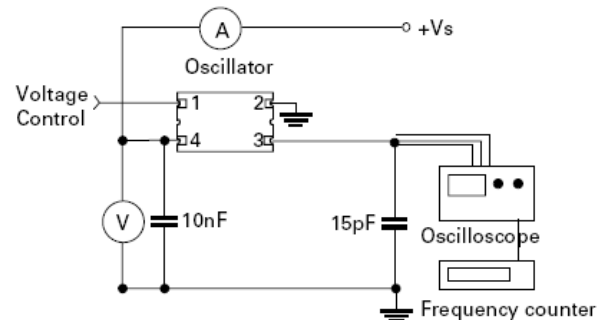 A
+Vs
Oscillator
Voltage
Control
1
2
4
3
V
10nF
15pF
Oscilloscope
Frequency counter